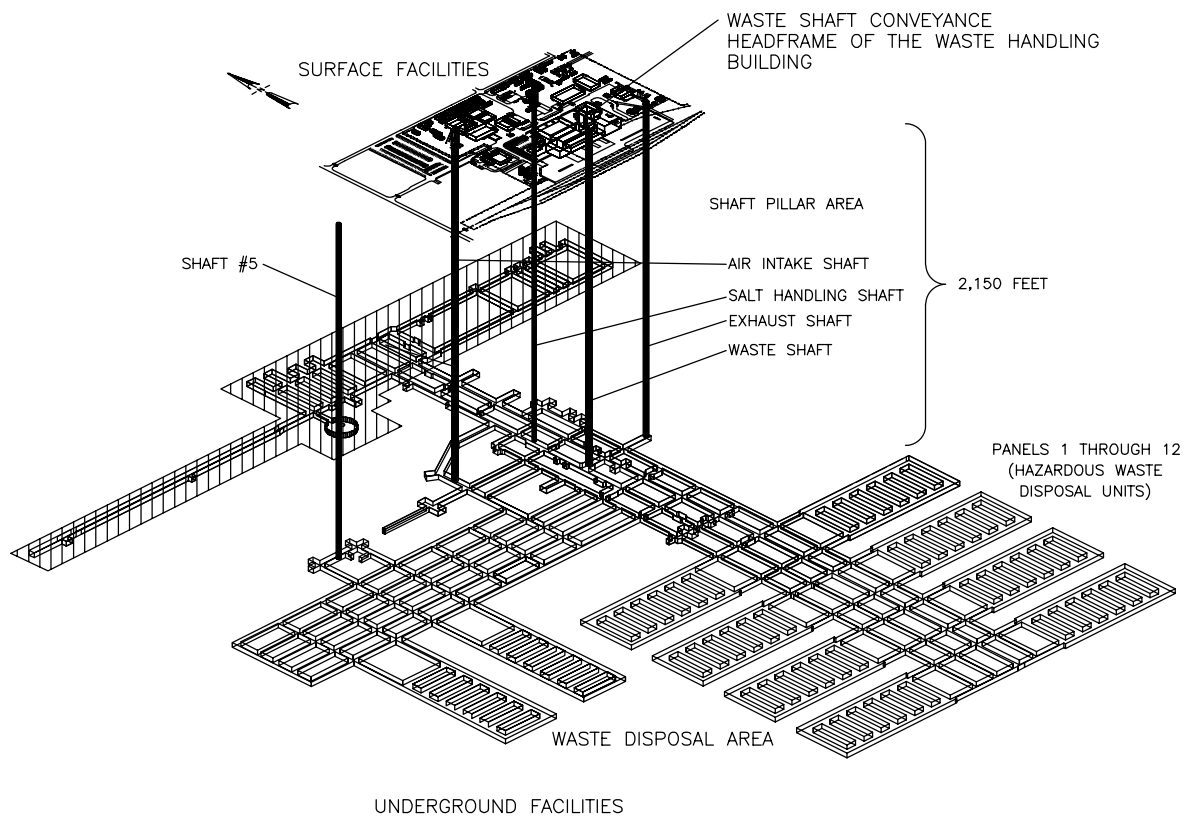 WASTE SHAFT CONVEYANCE
HEADFRAME OF THE WASTE HANDLING
BUILDING
SURFACE FACILITIES
SHAFT PILLAR AREA
SHAFT #5
AIR INTAKE SHAFT
2,150 FEET
SALT HANDLING SHAFT
EXHAUST SHAFT
WASTE SHAFT
PANELS 1 THROUGH 12
(HAZARDOUS WASTE
DISPOSAL UNITS)
WASTE DISPOSAL AREA
UNDERGROUND FACILITIES